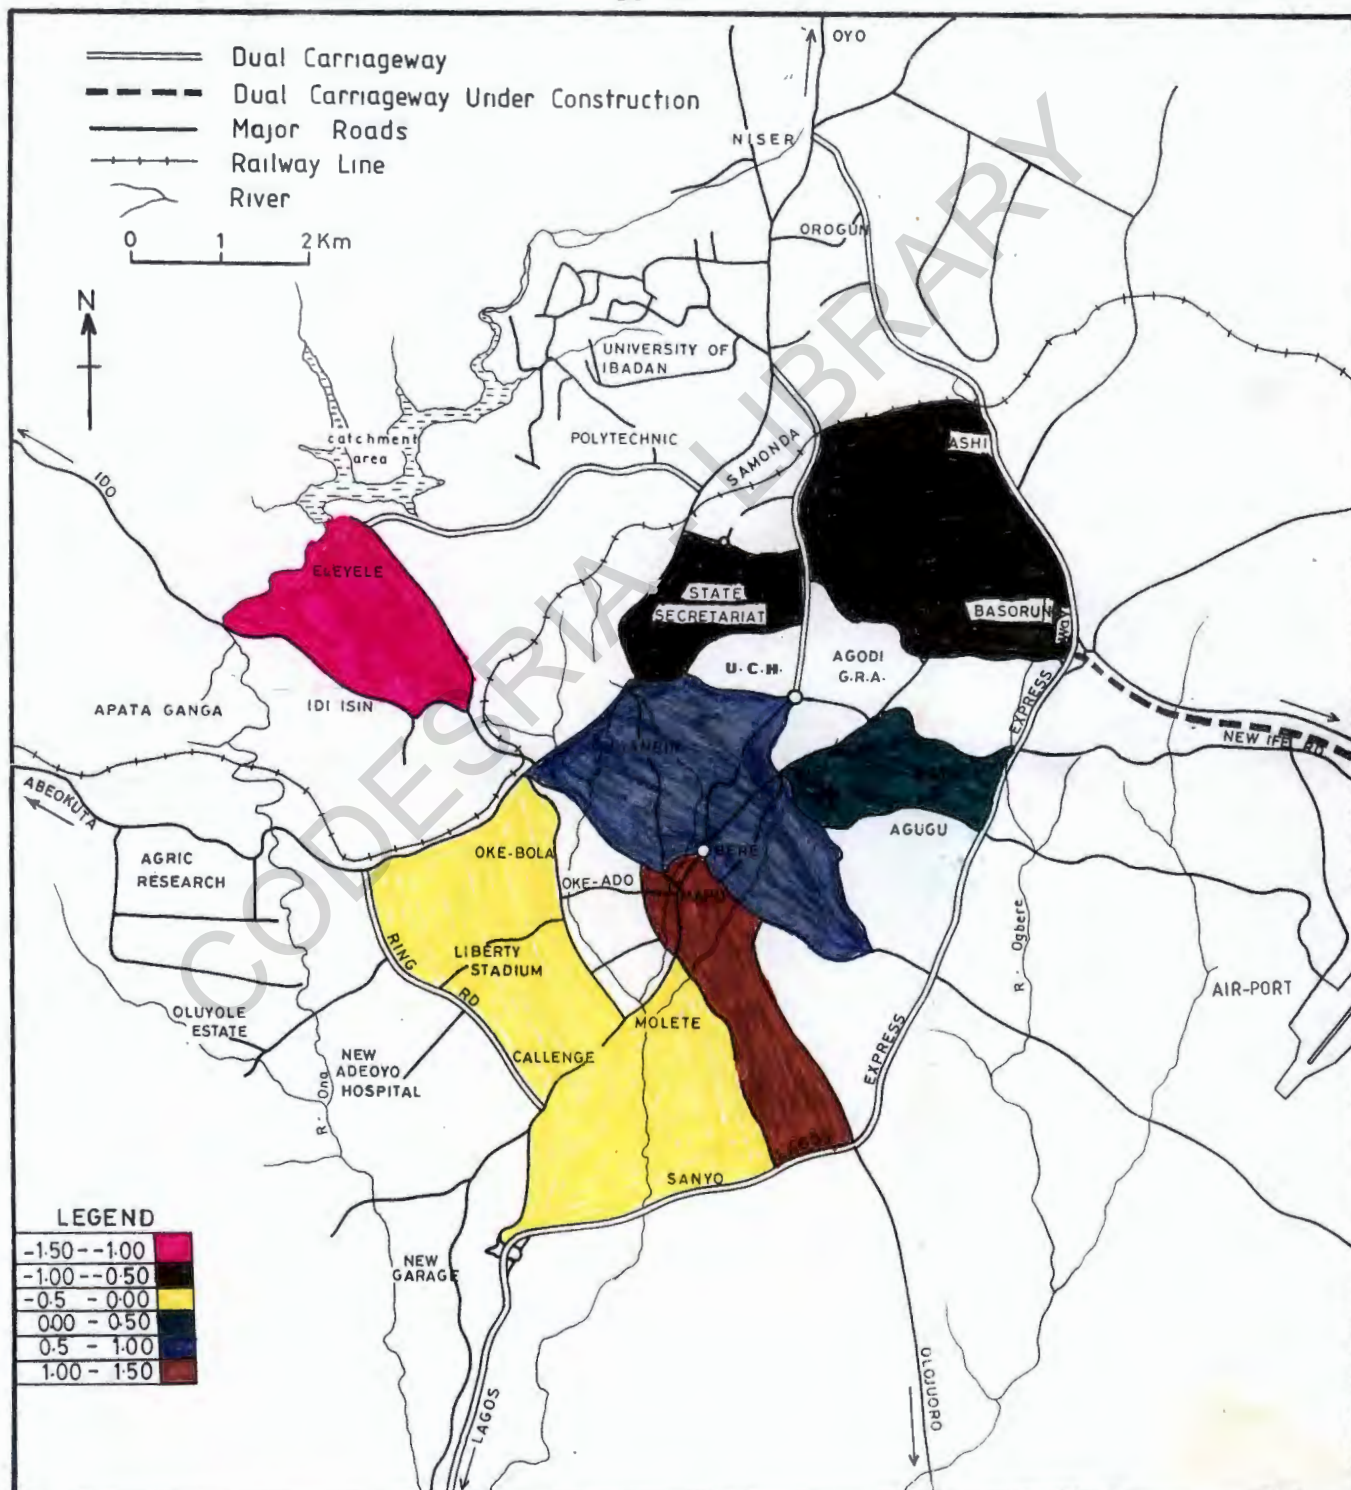 Dual Carriageway
Dual Carriageway Under Construction
Major Roads
Railway Line
River
0 1 2 Km
N
OYO
NISER
OROGUN
UNIVERSITY OF
IBADAN
POLYTECHNIC
SAMONDA
catchment
area
IDO
ASHI
ELEYELE
STATE
SECRETARIAT
BASORUN
WAY
EXPRESS
U.C.H.
AGODI
G.R.A.
APATA GANGA
IDI ISIN
NEW IFE RD
ABEOKUTA
AGUGU
AGRIC
RESEARCH
OKE-BOLA
BERE
OKE-ADO
MAPO
RING
RD
LIBERTY
STADIUM
R. Ogbere
AIR-PORT
OLUYOLE
ESTATE
MOLETE
CALLENGE
EXPRESS
NEW
ADEOYO
HOSPITAL
R. Ona
SANYO
NEW
GARAGE
LAGOS
OLOJUORO
LEGEND
-1.50--1.00
-1.00--0.50
-0.5 - 0.00
0.00 - 0.50
0.5 - 1.00
1.00 - 1.50
CODESRIA - LIBRARY